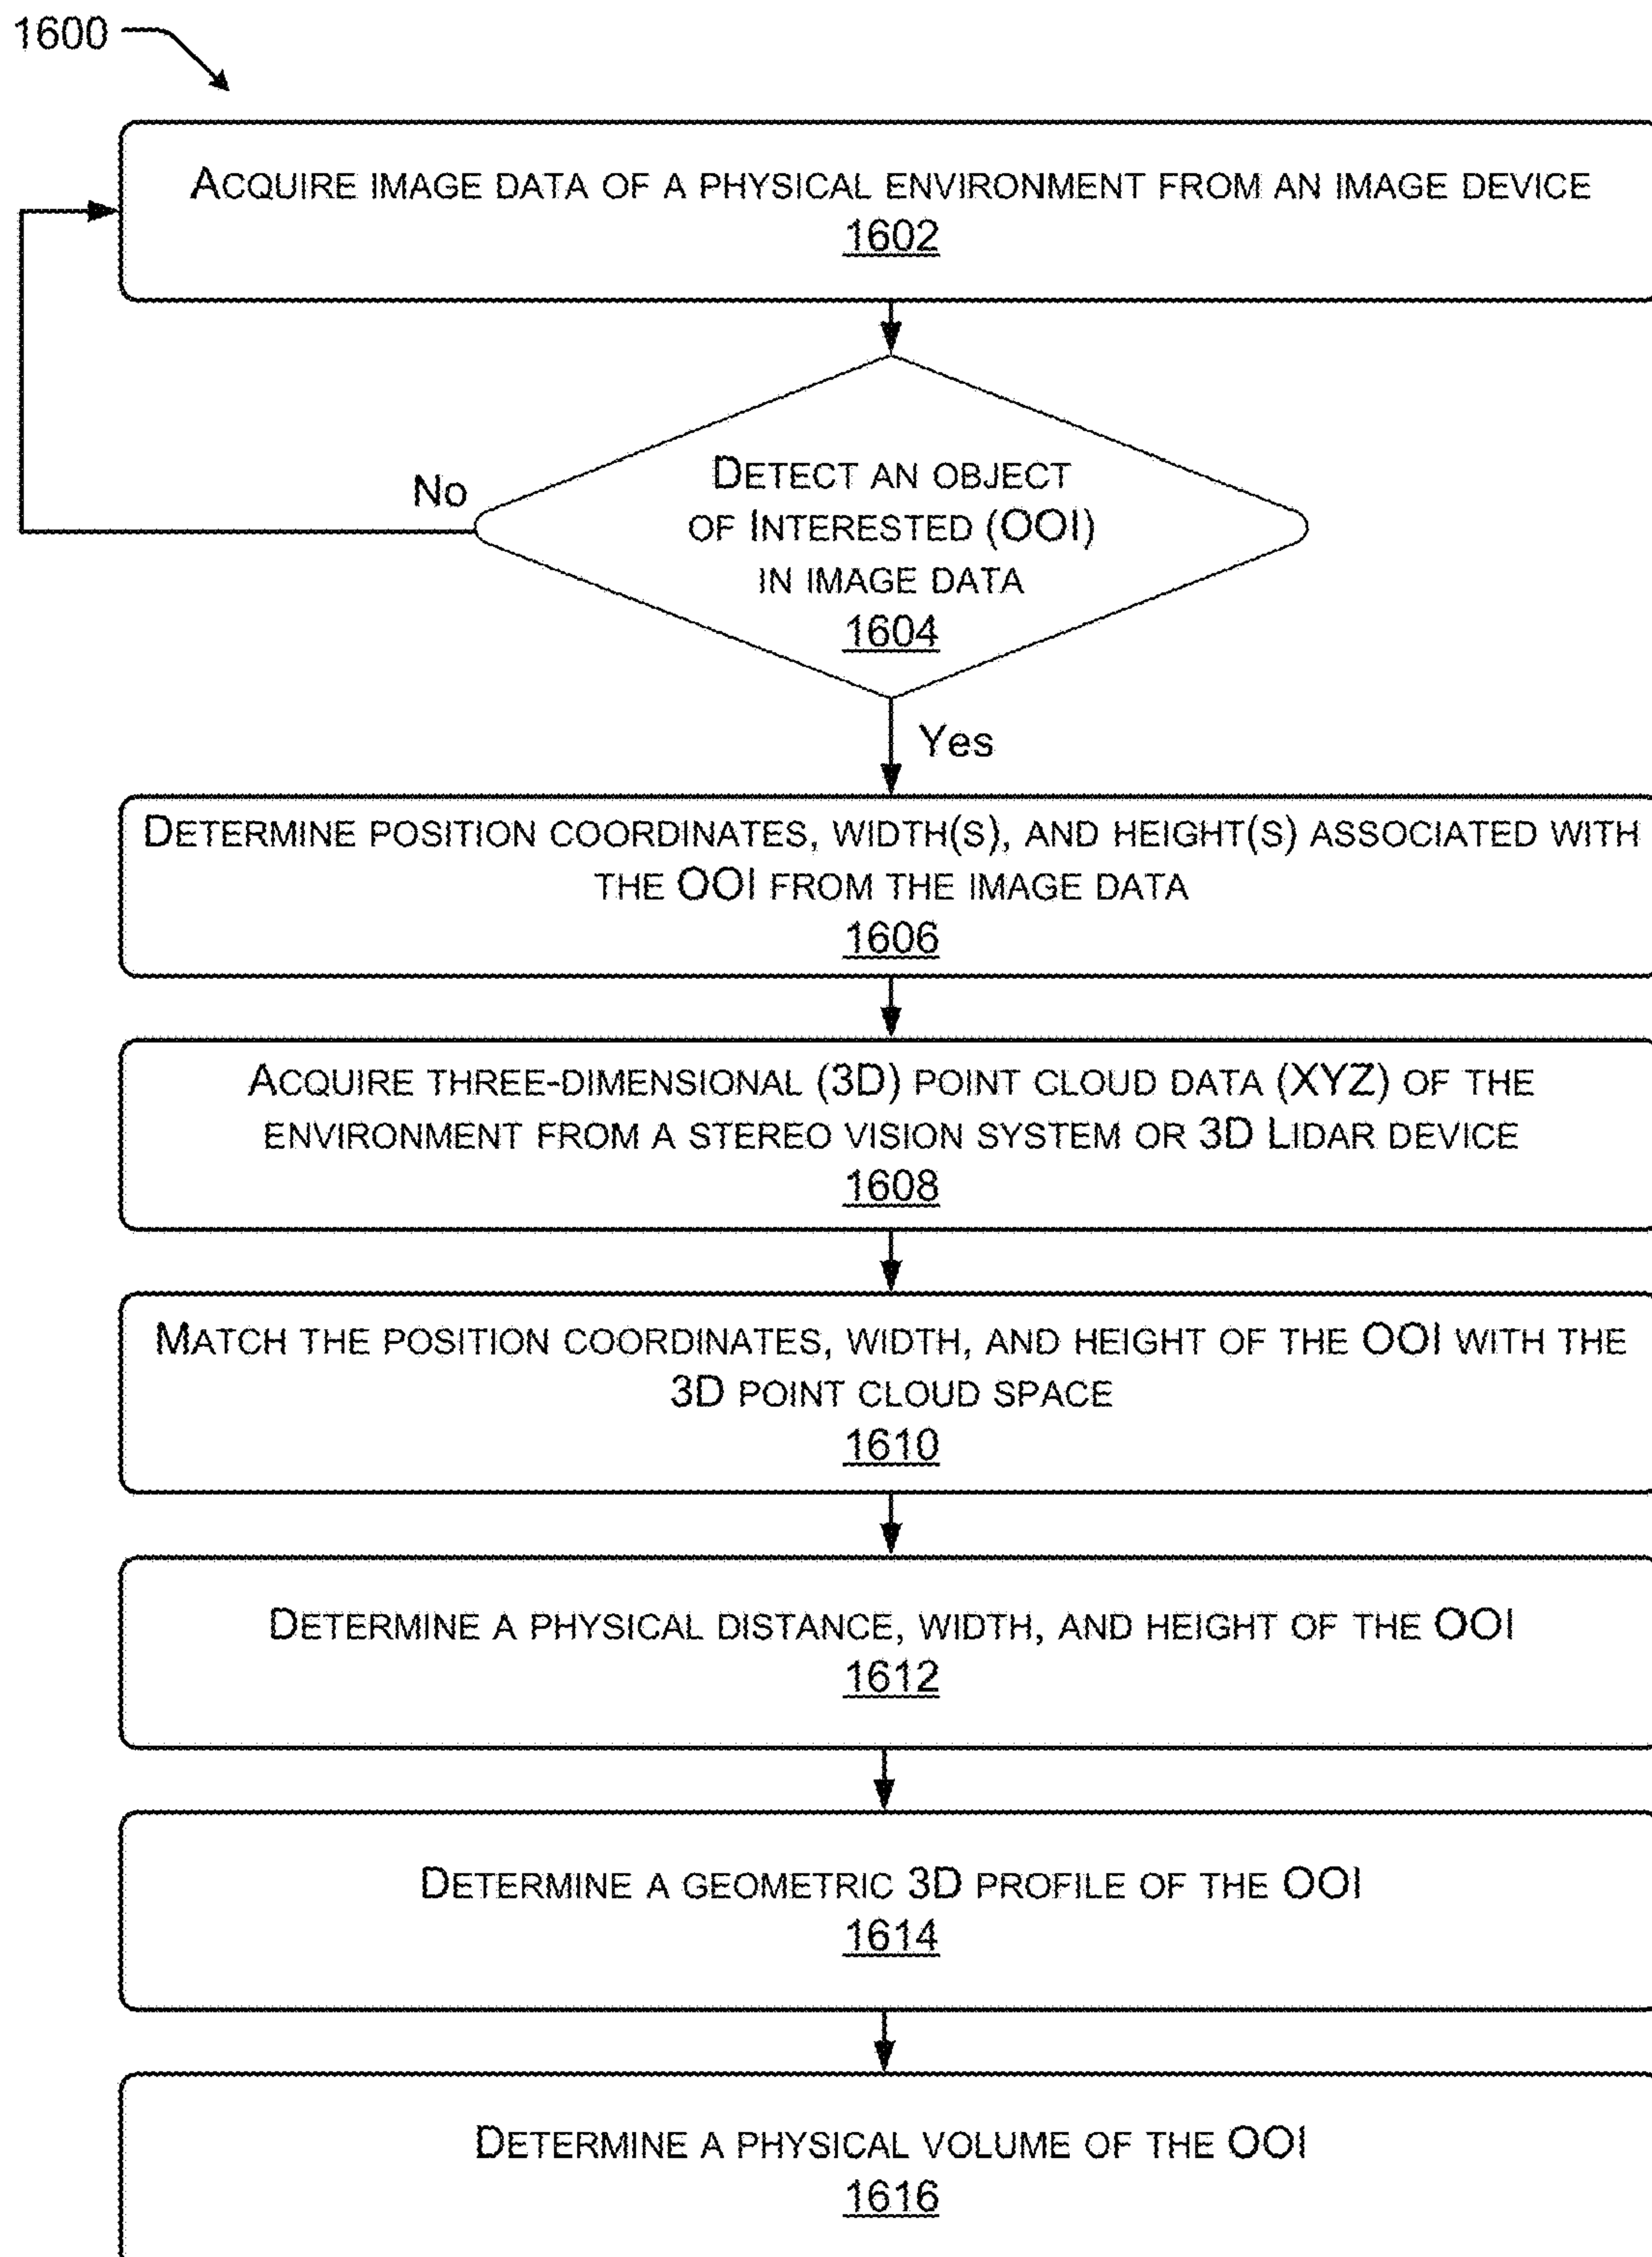 1600
ACQUIRE IMAGE DATA OF A PHYSICAL ENVIRONMENT FROM AN IMAGE DEVICE
1602
DETECT AN OBJECT
OF INTERESTED (OOI)
IN IMAGE DATA
1604
No
Yes
DETERMINE POSITION COORDINATES, WIDTH(S), AND HEIGHT(S) ASSOCIATED WITH
THE OOI FROM THE IMAGE DATA
1606
ACQUIRE THREE-DIMENSIONAL (3D) POINT CLOUD DATA (XYZ) OF THE
ENVIRONMENT FROM A STEREO VISION SYSTEM OR 3D LIDAR DEVICE
1608
MATCH THE POSITION COORDINATES, WIDTH, AND HEIGHT OF THE OOI WITH THE
3D POINT CLOUD SPACE
1610
DETERMINE A PHYSICAL DISTANCE, WIDTH, AND HEIGHT OF THE OOI
1612
DETERMINE A GEOMETRIC 3D PROFILE OF THE OOI
1614
DETERMINE A PHYSICAL VOLUME OF THE OOI
1616